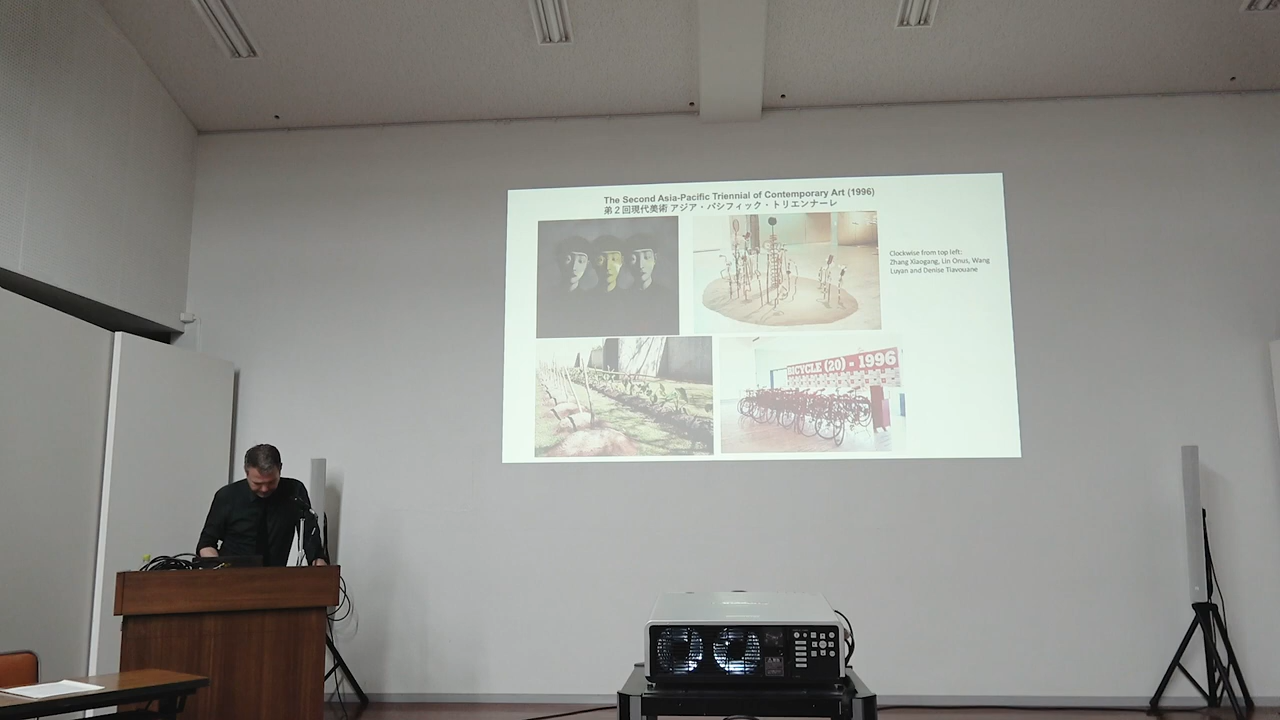 The Second Asia-Pacific Triennial of Contemporary Art (1996)
第2回現代美術 アジア・パシフィック・トリエンナーレ
Clockwise from top left:
Zhang Xiaogang, Lin Onus, Wang
Luyan and Denise Tiavouane
BICYCLE (20) - 1996